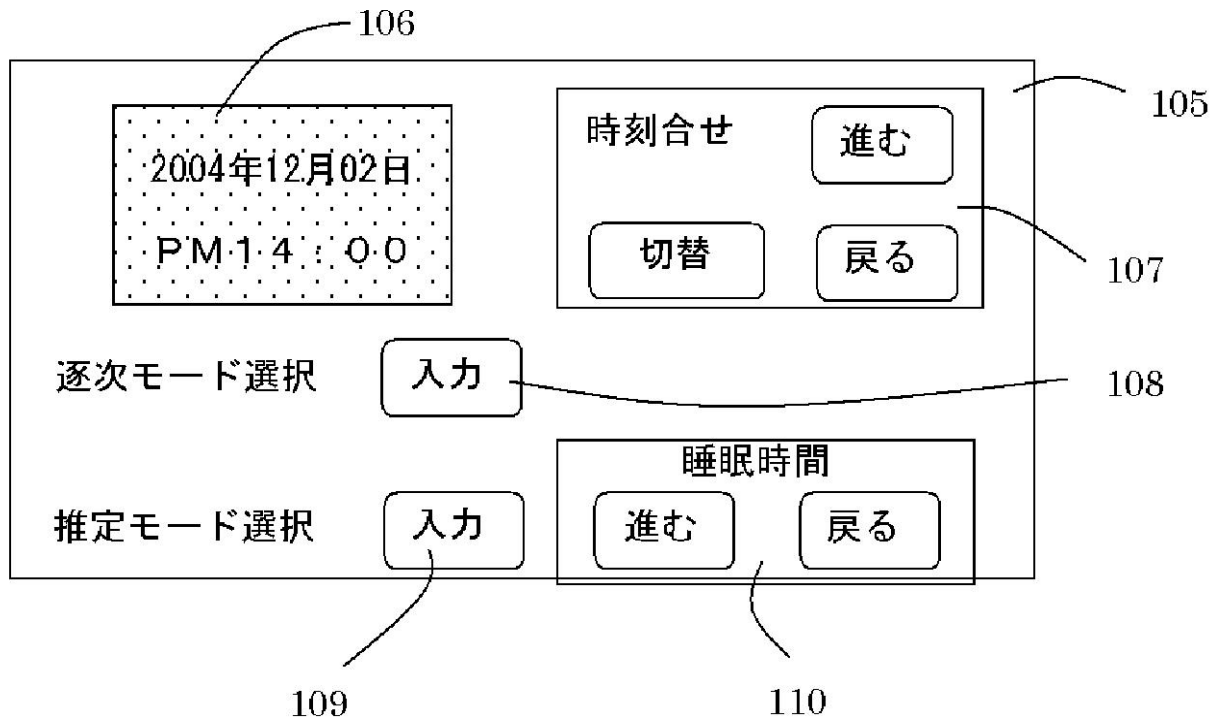 106
105
時刻合せ
進む
2004年12月02日
PM14:00
切替
戻る
107
逐次モード選択
入力
108
睡眠時間
推定モード選択
入力
進む
戻る
109
110